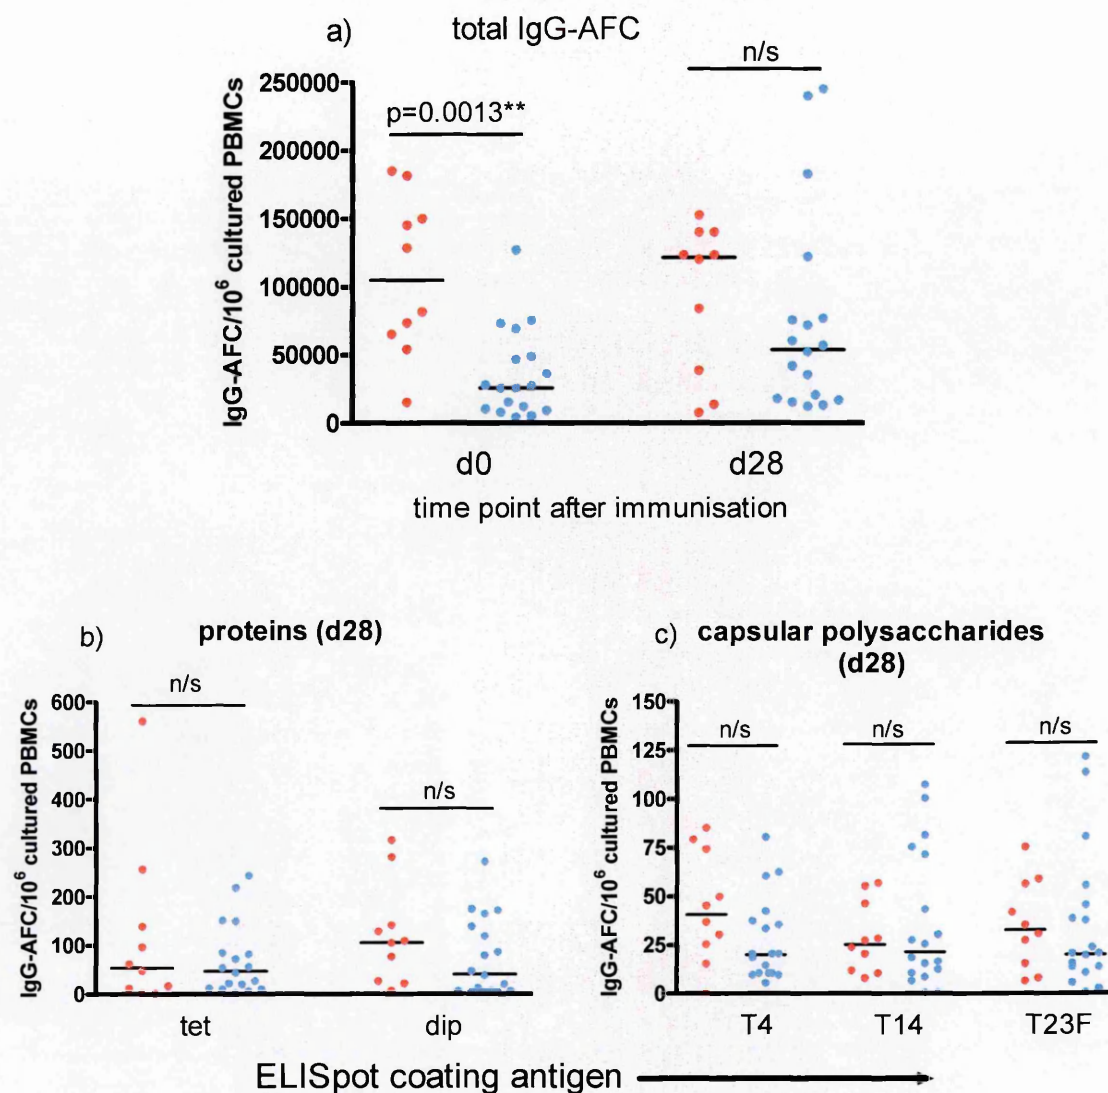 a) total IgG-AFC
n/s
p=0.0013**
IgG-AFC/10⁶ cultured PBMCs
250000
200000
150000
100000
50000
0
d0 d28
time point after immunisation
b) proteins (d28)
n/s
n/s
IgG-AFC/10⁶ cultured PBMCs
600
500
400
300
200
100
0
tet dip
c) capsular polysaccharides
(d28)
n/s n/s n/s
IgG-AFC/10⁶ cultured PBMCs
150
125
100
75
50
25
0
T4 T14 T23F
ELISpot coating antigen